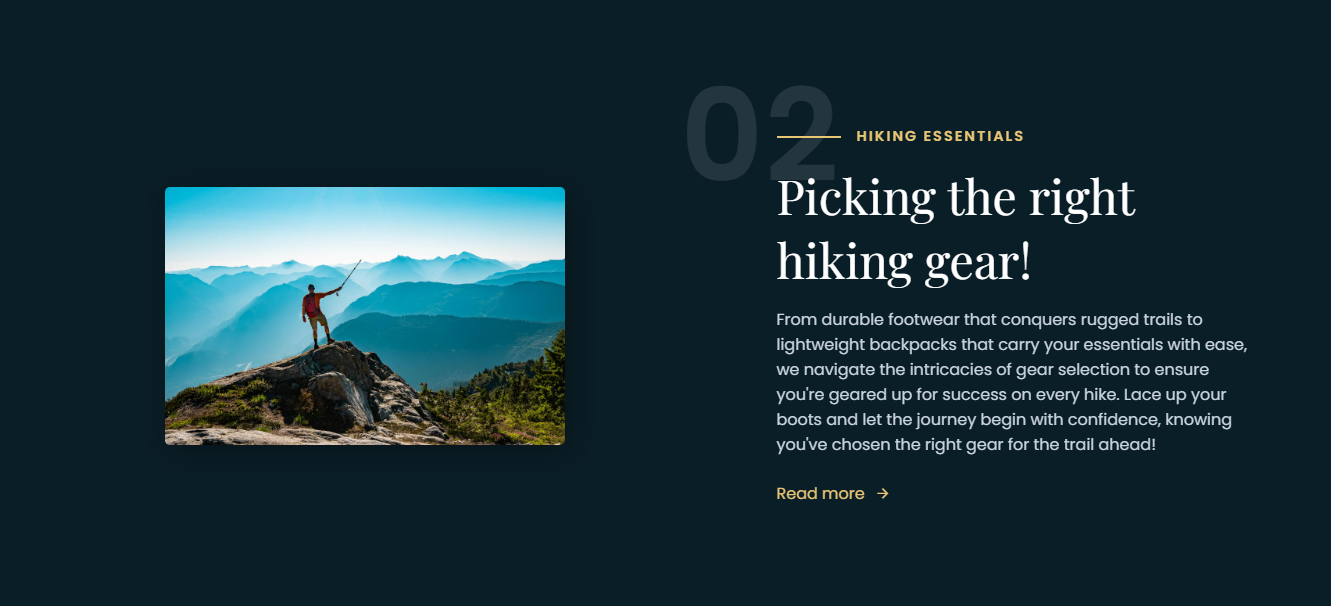 02
HIKING ESSENTIALS
Picking the right
hiking gear!
From durable footwear that conquers rugged trails to
lightweight backpacks that carry your essentials with ease,
we navigate the intricacies of gear selection to ensure
you're geared up for success on every hike. Lace up your
boots and let the journey begin with confidence, knowing
you've chosen the right gear for the trail ahead!
Read more →